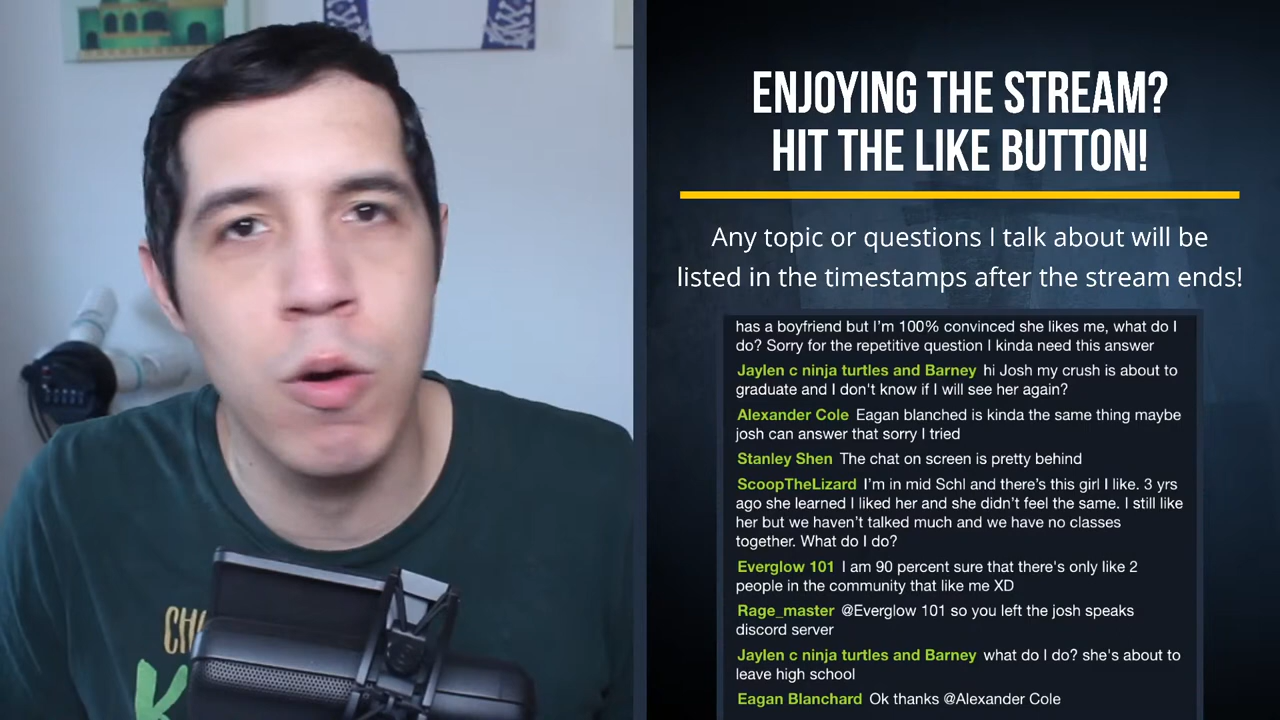 ENJOYING THE STREAM?
HIT THE LIKE BUTTON!
Any topic or questions I talk about will be
listed in the timestamps after the stream ends!
has a boyfriend but I'm 100% convinced she likes me, what do I
do? Sorry for the repetitive question I kinda need this answer
Jaylen c ninja turtles and Barney hi Josh my crush is about to
graduate and I don't know if I will see her again?
Alexander Cole Eagan blanched is kinda the same thing maybe
josh can answer that sorry I tried
Stanley Shen The chat on screen is pretty behind
ScoopTheLizard I'm in mid Schl and there's this girl I like. 3 yrs
ago she learned I liked her and she didn't feel the same. I still like
her but we haven't talked much and we have no classes
together. What do I do?
Everglow 101 I am 90 percent sure that there's only like 2
people in the community that like me XD
Rage_master @Everglow 101 so you left the josh speaks
discord server
Jaylen c ninja turtles and Barney what do I do? she's about to
leave high school
Eagan Blanchard Ok thanks @Alexander Cole